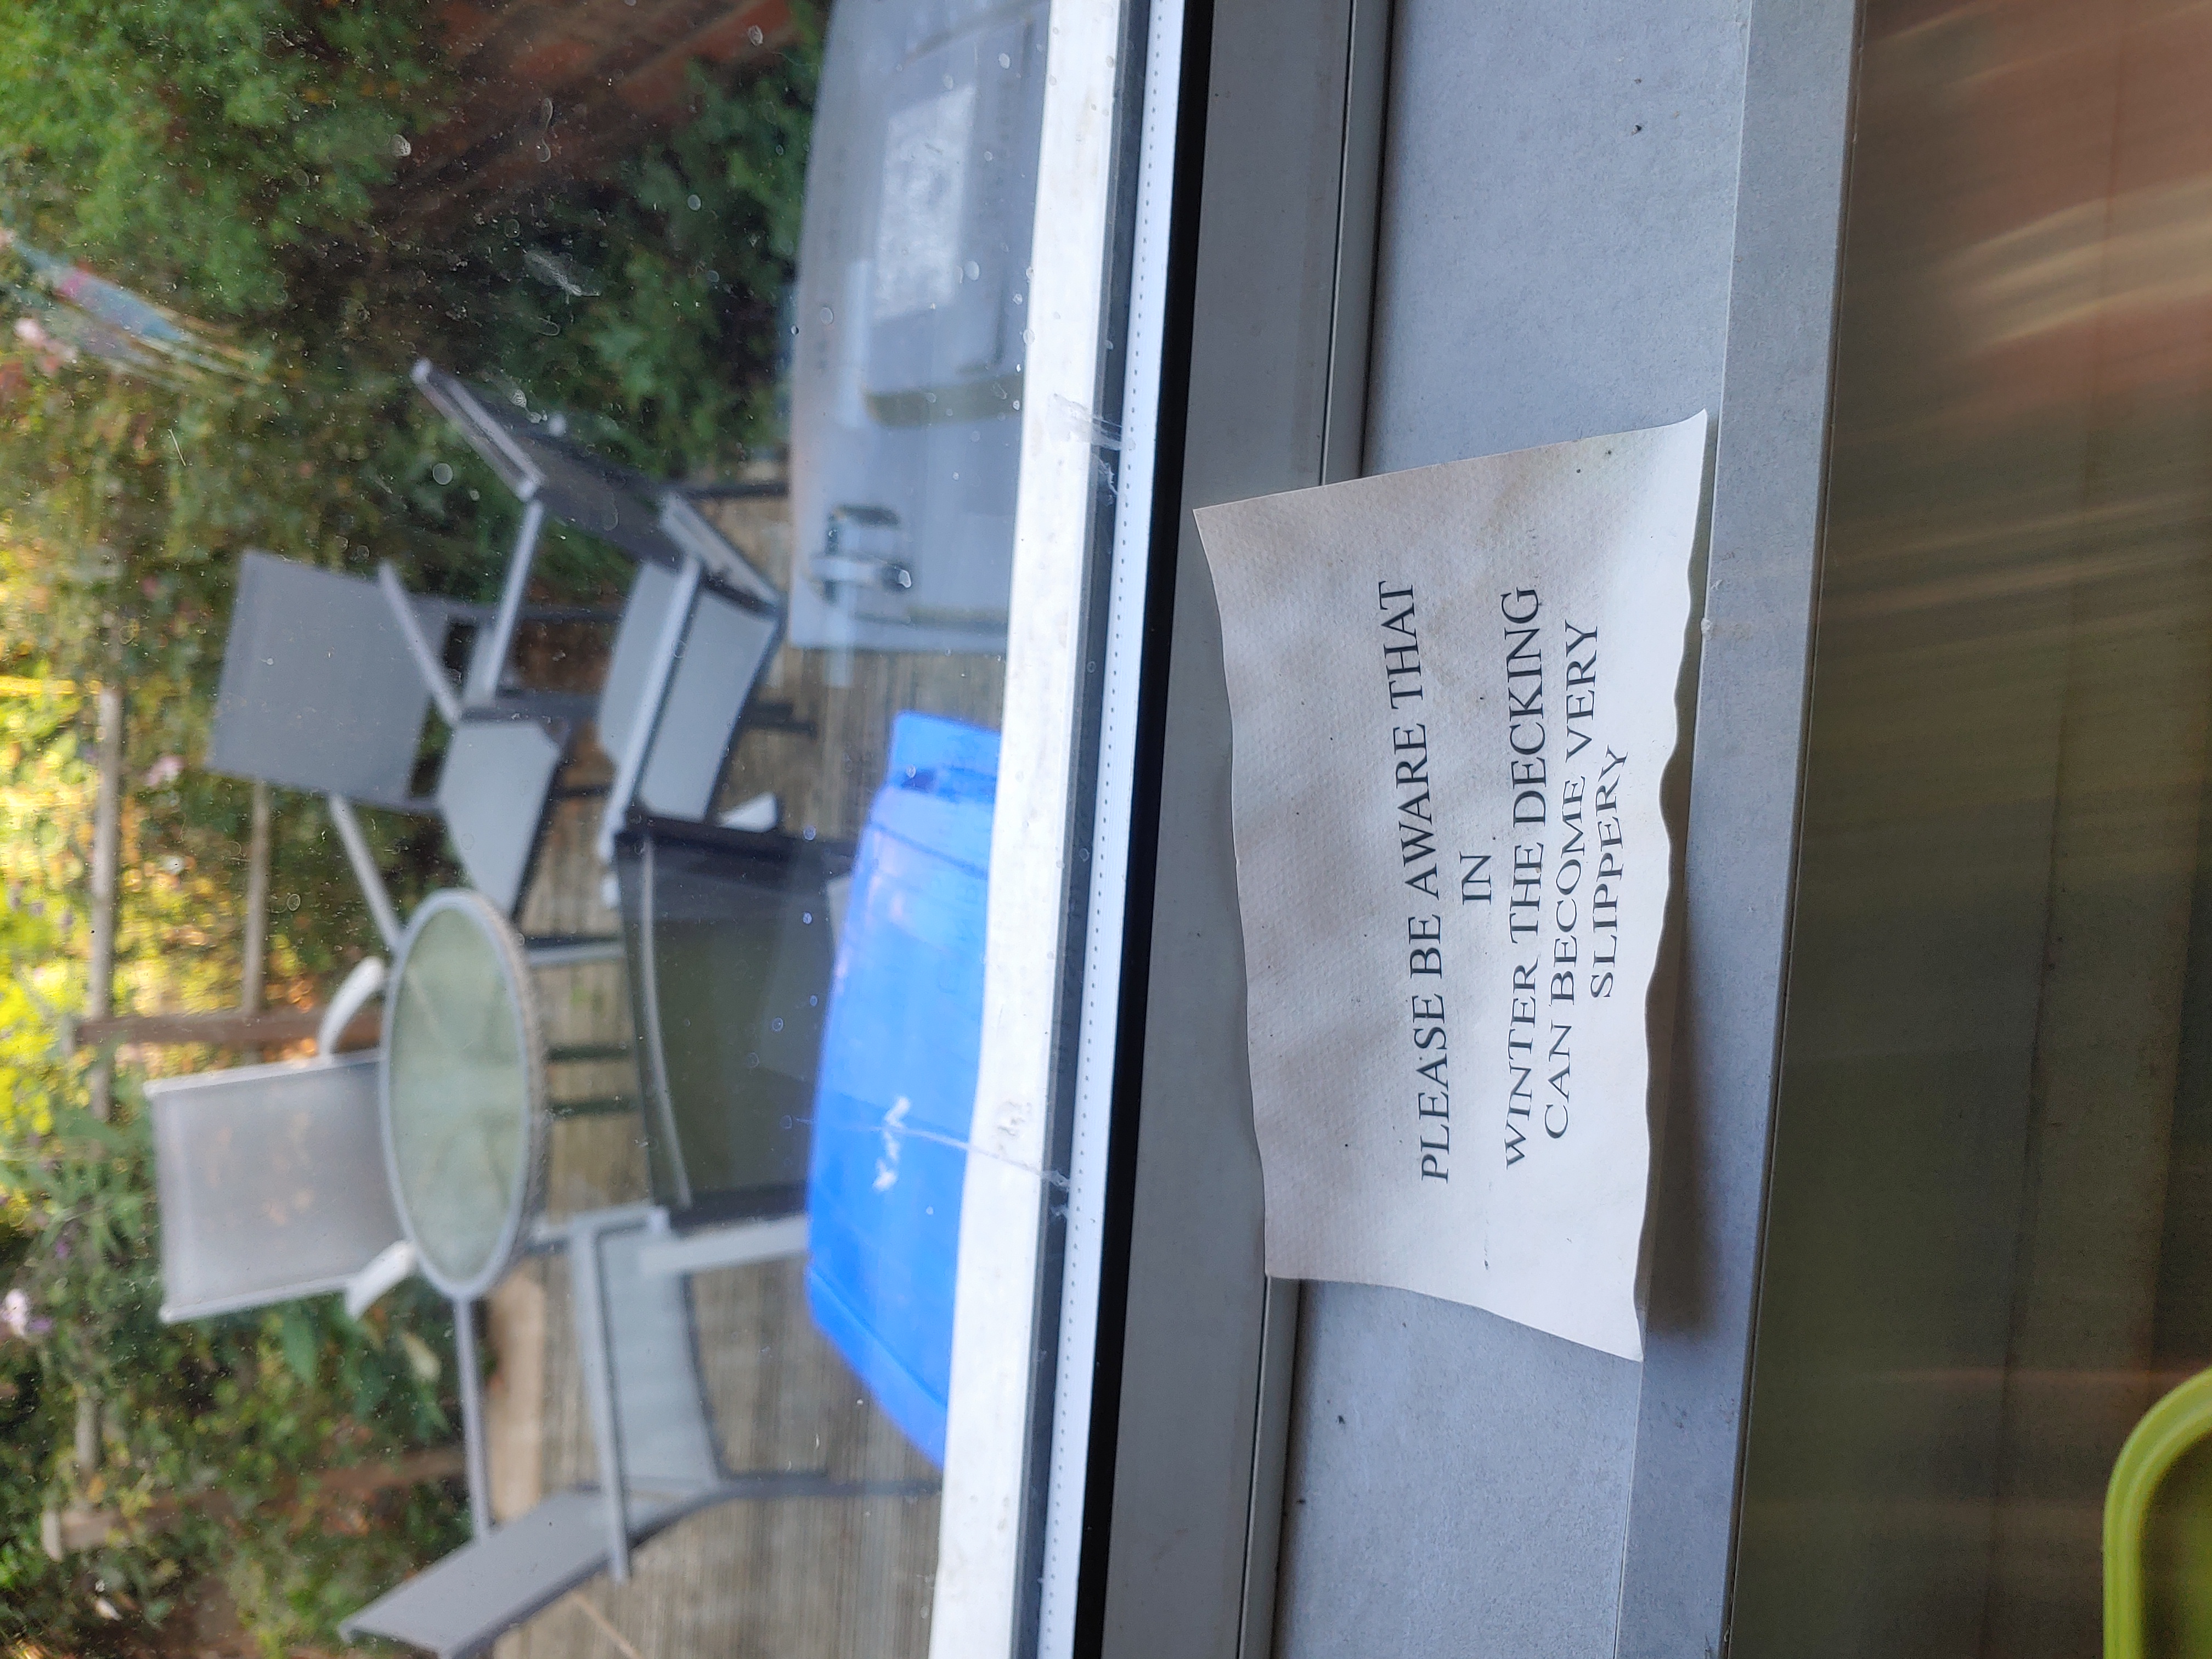 PLEASE BE AWARE THAT
IN
WINTER THE DECKING
CAN BECOME VERY
SLIPPERY